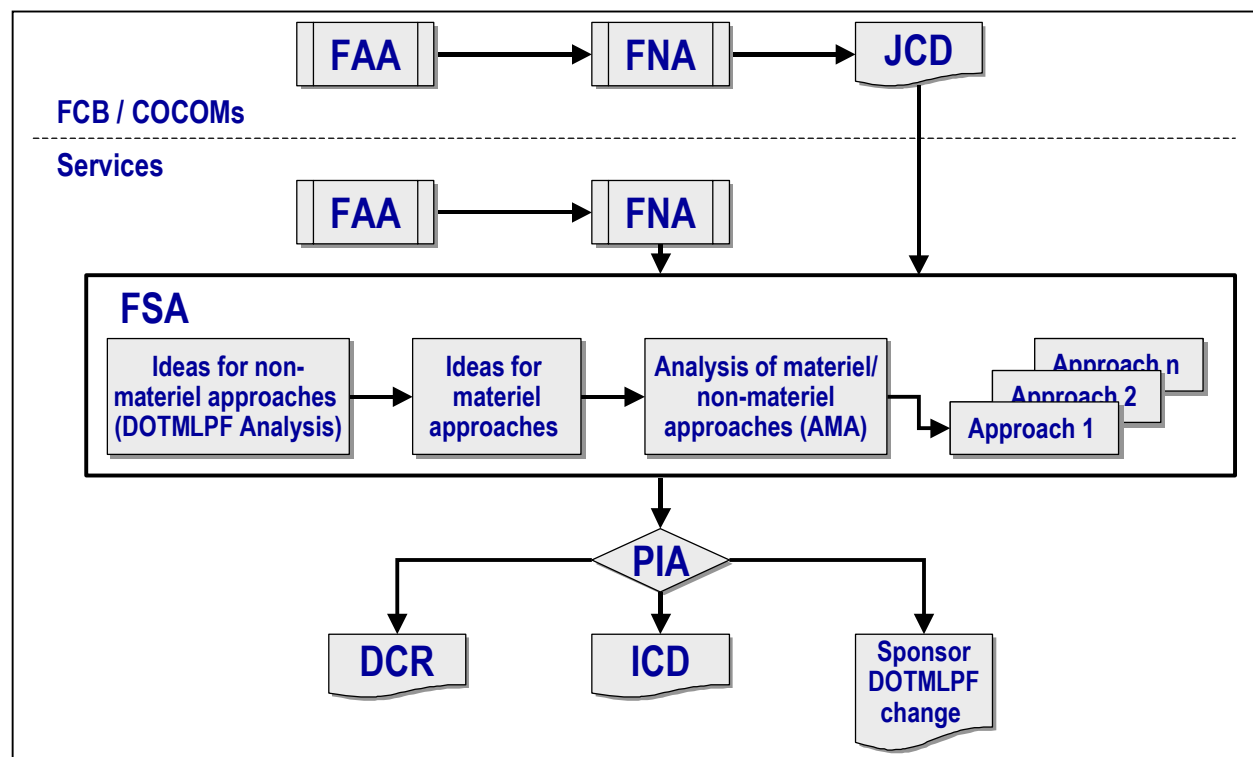 FAA
FNA
JCD
FCB / COCOMs
Services
FAA
FNA
FSA
Ideas for non-
materiel approaches
(DOTMLPF Analysis)
Ideas for
materiel
approaches
Analysis of materiel/
non-materiel
approaches (AMA)
Approach n
Approach 2
Approach 1
PIA
DCR
ICD
Sponsor
DOTMLPF
change